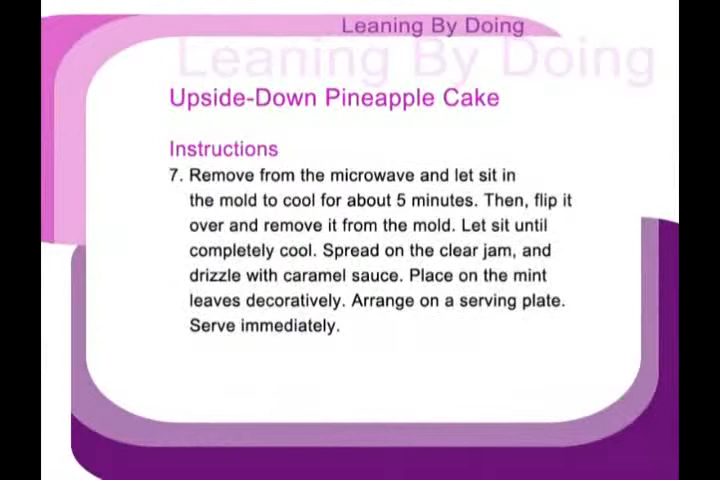 Leaning By Doing
Leaning By Doing
Upside-Down Pineapple Cake
Instructions
7. Remove from the microwave and let sit in
the mold to cool for about 5 minutes. Then, flip it
over and remove it from the mold. Let sit until
completely cool. Spread on the clear jam, and
drizzle with caramel sauce. Place on the mint
leaves decoratively. Arrange on a serving plate.
Serve immediately.